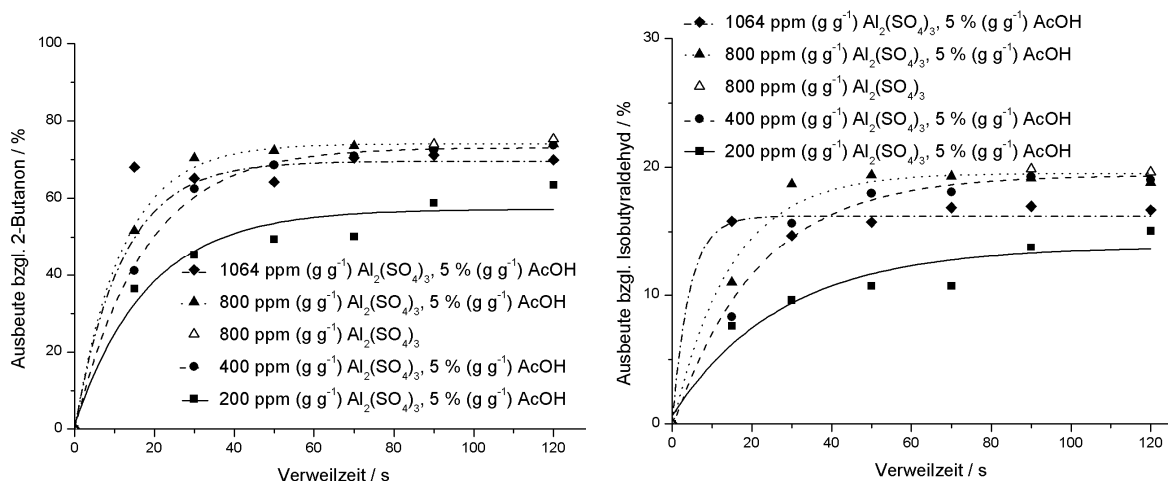 100
80
60
40
20
0
Ausbeute bzgl. 2-Butanon / %
1064 ppm (g g⁻¹) Al₂(SO₄)₃, 5 % (g g⁻¹) AcOH
800 ppm (g g⁻¹) Al₂(SO₄)₃, 5 % (g g⁻¹) AcOH
800 ppm (g g⁻¹) Al₂(SO₄)₃
400 ppm (g g⁻¹) Al₂(SO₄)₃, 5 % (g g⁻¹) AcOH
200 ppm (g g⁻¹) Al₂(SO₄)₃, 5 % (g g⁻¹) AcOH
0 20 40 60 80 100 120
Verweilzeit / s
1064 ppm (g g⁻¹) Al₂(SO₄)₃, 5 % (g g⁻¹) AcOH
800 ppm (g g⁻¹) Al₂(SO₄)₃, 5 % (g g⁻¹) AcOH
800 ppm (g g⁻¹) Al₂(SO₄)₃
400 ppm (g g⁻¹) Al₂(SO₄)₃, 5 % (g g⁻¹) AcOH
200 ppm (g g⁻¹) Al₂(SO₄)₃, 5 % (g g⁻¹) AcOH
30
20
10
0
Ausbeute bzgl. Isobutyraldehyd / %
0 20 40 60 80 100 120
Verweilzeit / s